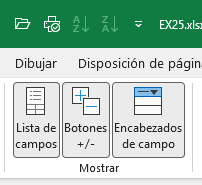 EX25.xlsx
Dibujar Disposición de página
Lista de
campos
Botones
+/-
Encabezados
de campo
Mostrar